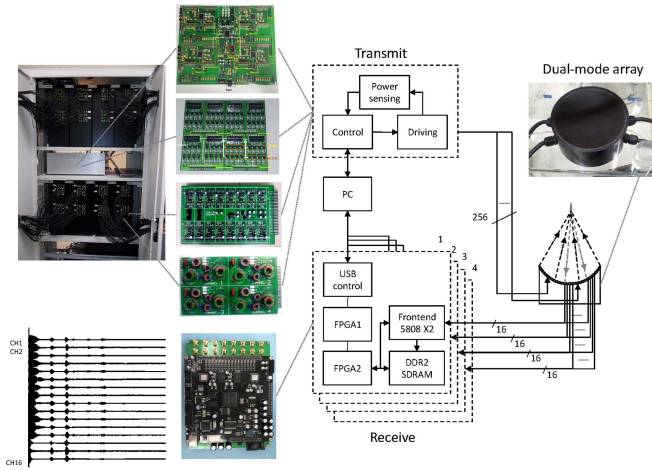 Transmit
Dual-mode array
Power
sensing
Control
Driving
PC
256
1
2
3
4
USB
control
FPGA1
Frontend
5808 X2
FPGA2
DDR2
SDRAM
16
16
16
16
Receive
CH1
CH2
CH16